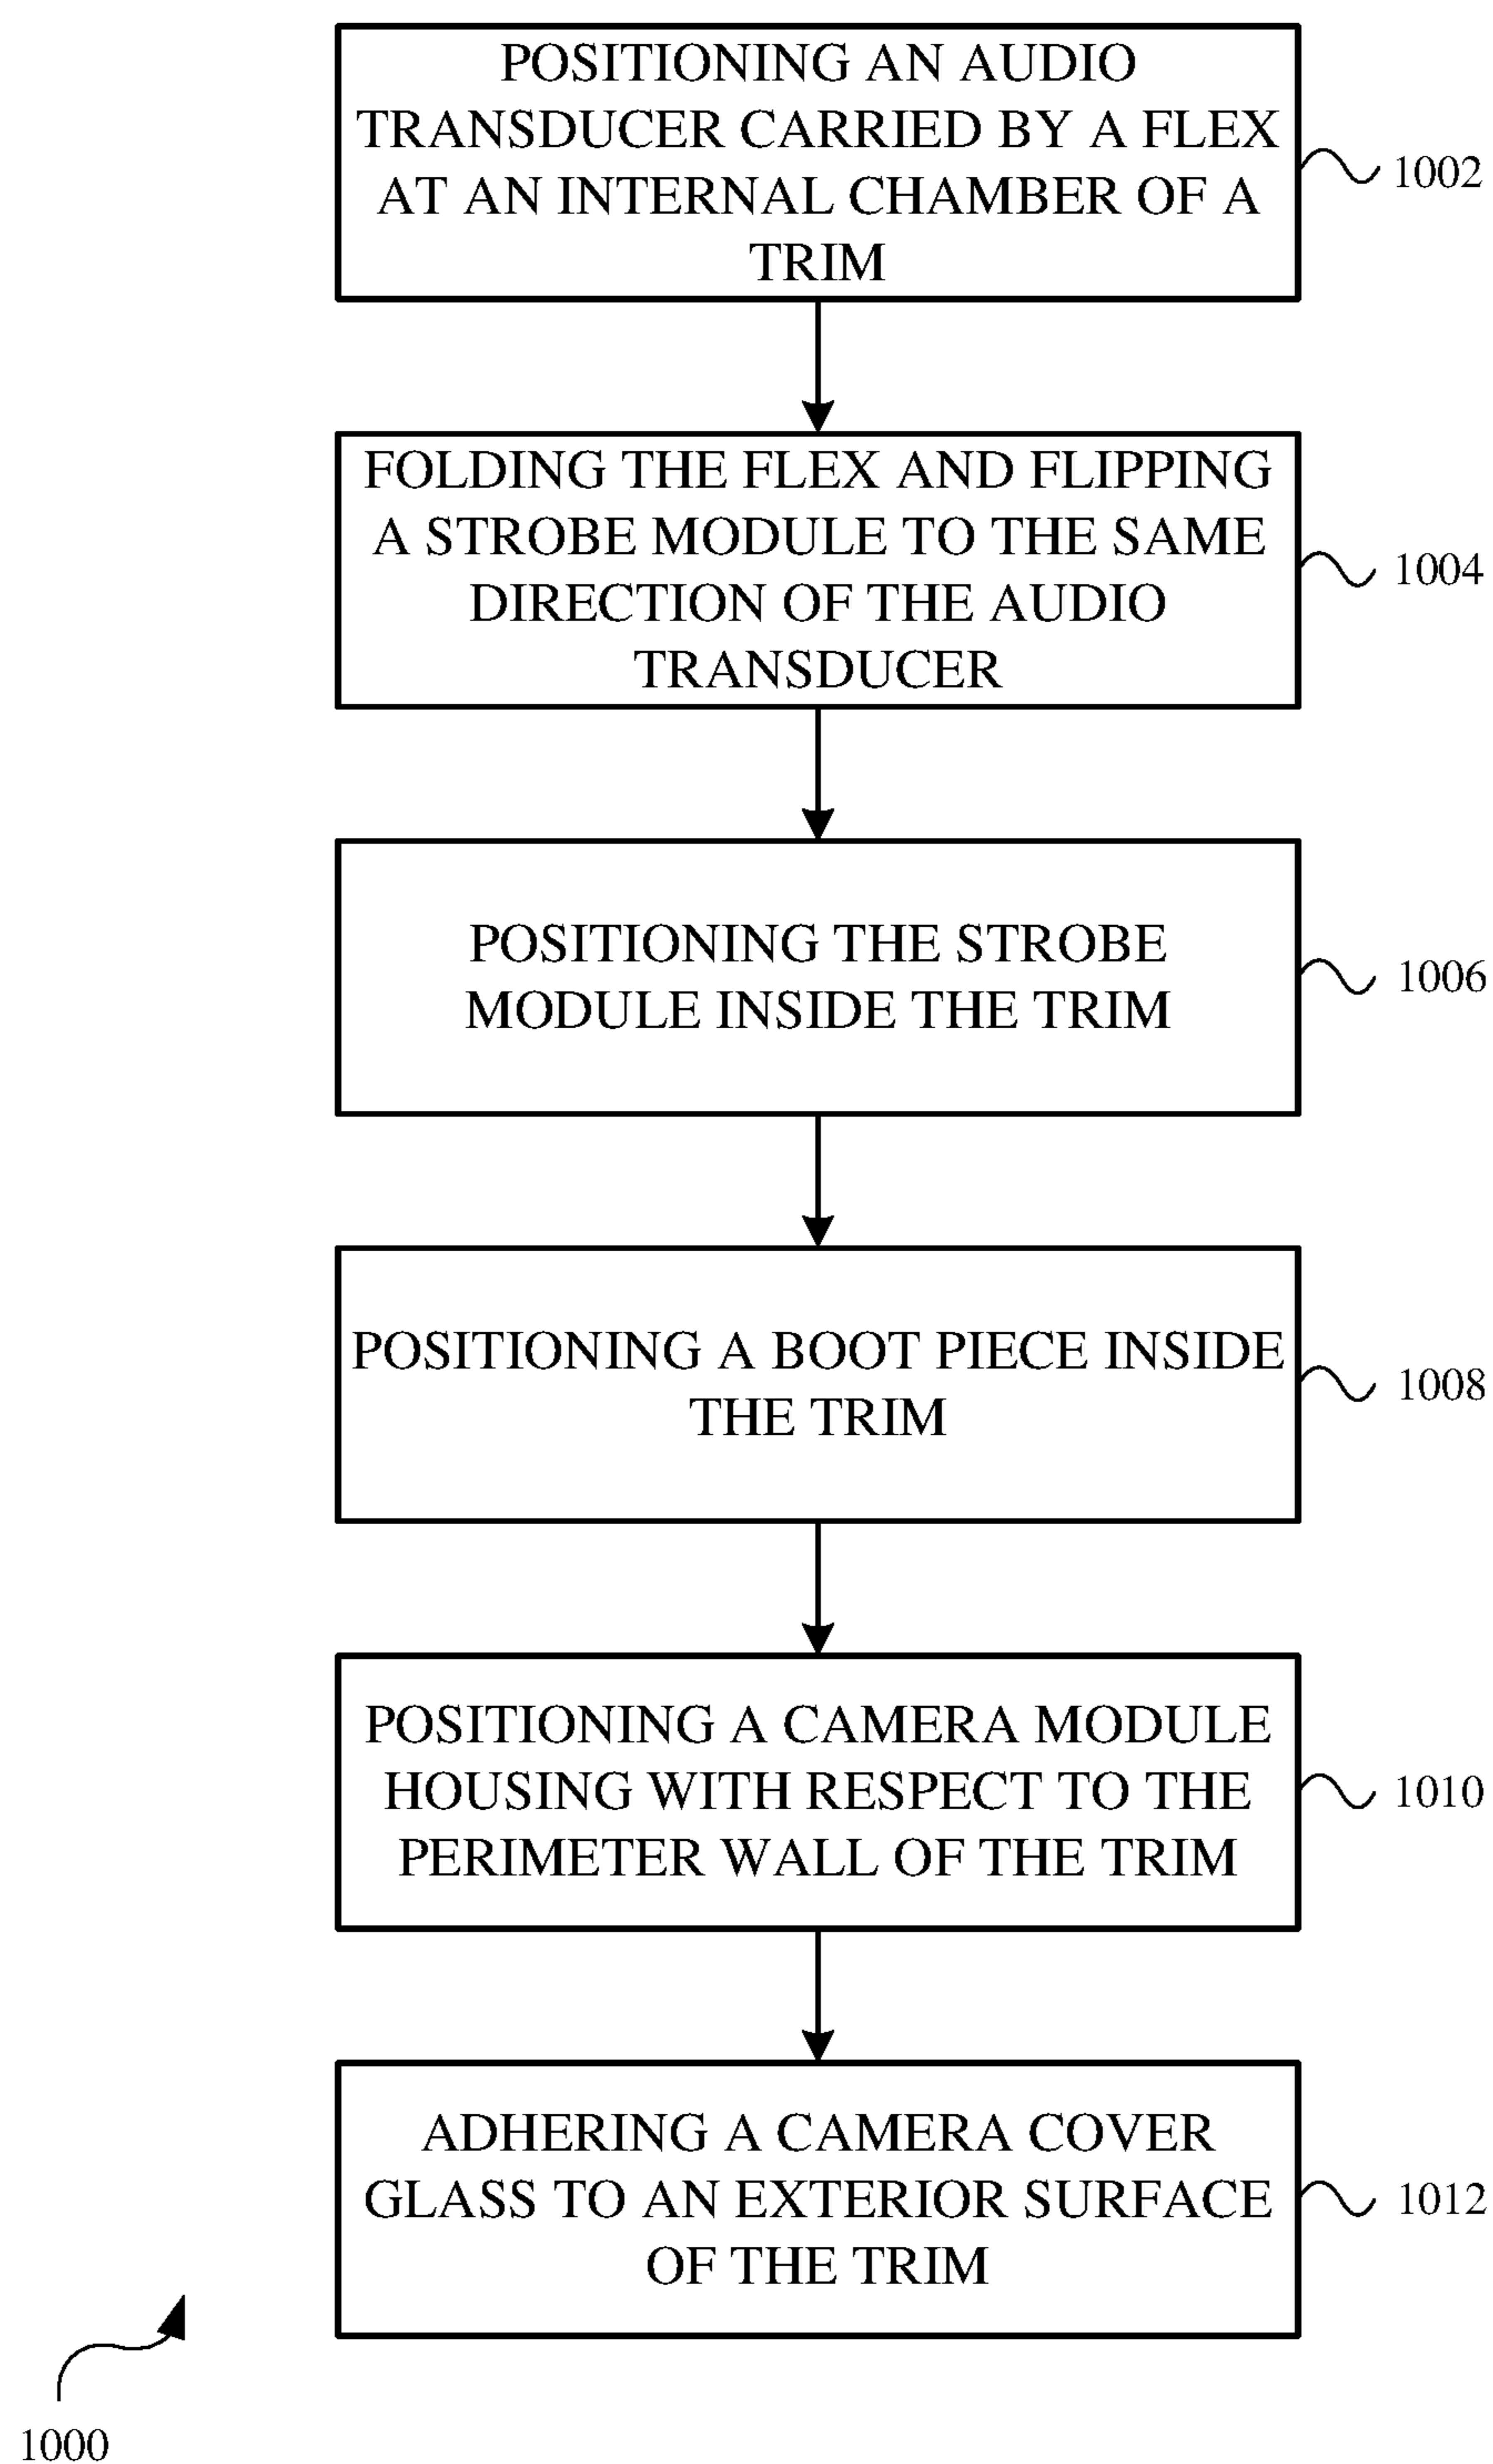 POSITIONING AN AUDIO
TRANSDUCER CARRIED BY A FLEX
AT AN INTERNAL CHAMBER OF A
TRIM
1002
FOLDING THE FLEX AND FLIPPING
A STROBE MODULE TO THE SAME
DIRECTION OF THE AUDIO
TRANSDUCER
1004
POSITIONING THE STROBE
MODULE INSIDE THE TRIM
1006
POSITIONING A BOOT PIECE INSIDE
THE TRIM
1008
POSITIONING A CAMERA MODULE
HOUSING WITH RESPECT TO THE
PERIMETER WALL OF THE TRIM
1010
ADHERING A CAMERA COVER
GLASS TO AN EXTERIOR SURFACE
OF THE TRIM
1012
1000